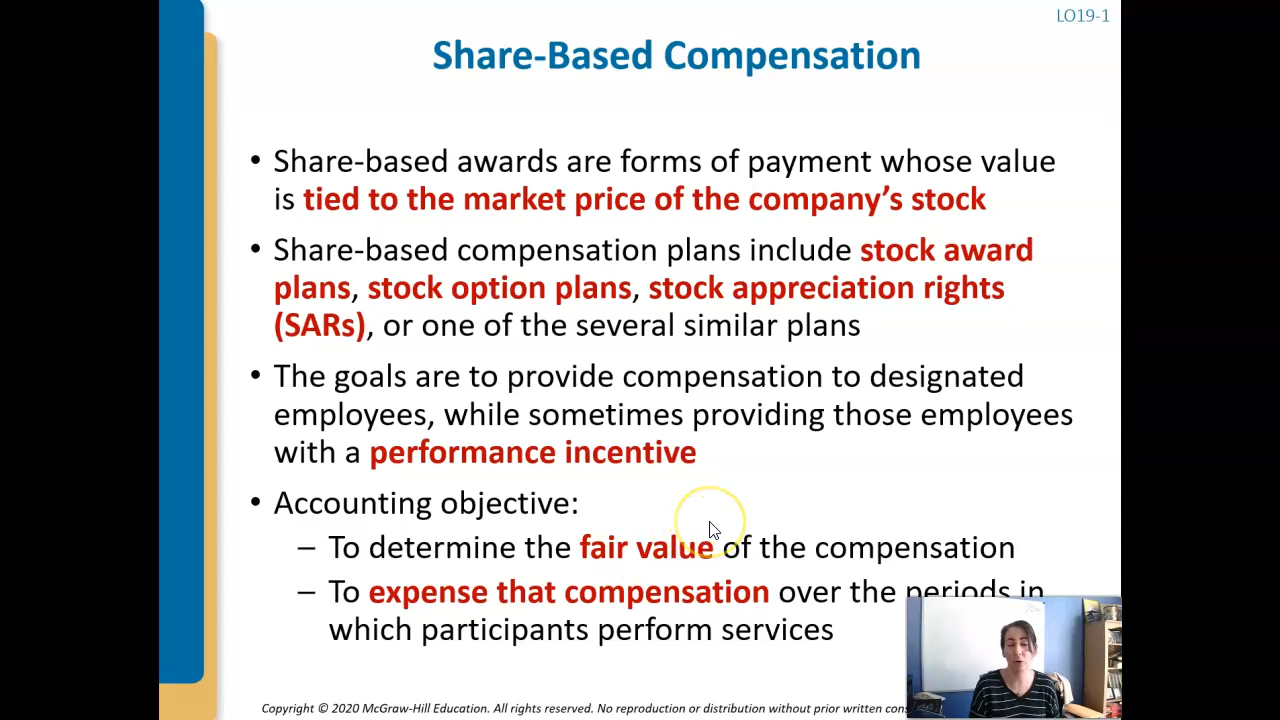 LO19-1
Share-Based Compensation
• Share-based awards are forms of payment whose value
is tied to the market price of the company's stock
• Share-based compensation plans include stock award
plans, stock option plans, stock appreciation rights
(SARs), or one of the several similar plans
• The goals are to provide compensation to designated
employees, while sometimes providing those employees
with a performance incentive
• Accounting objective:
– To determine the fair value of the compensation
– To expense that compensation over the periods in
which participants perform services
Copyright © 2020 McGraw-Hill Education. All rights reserved. No reproduction or distribution without prior written